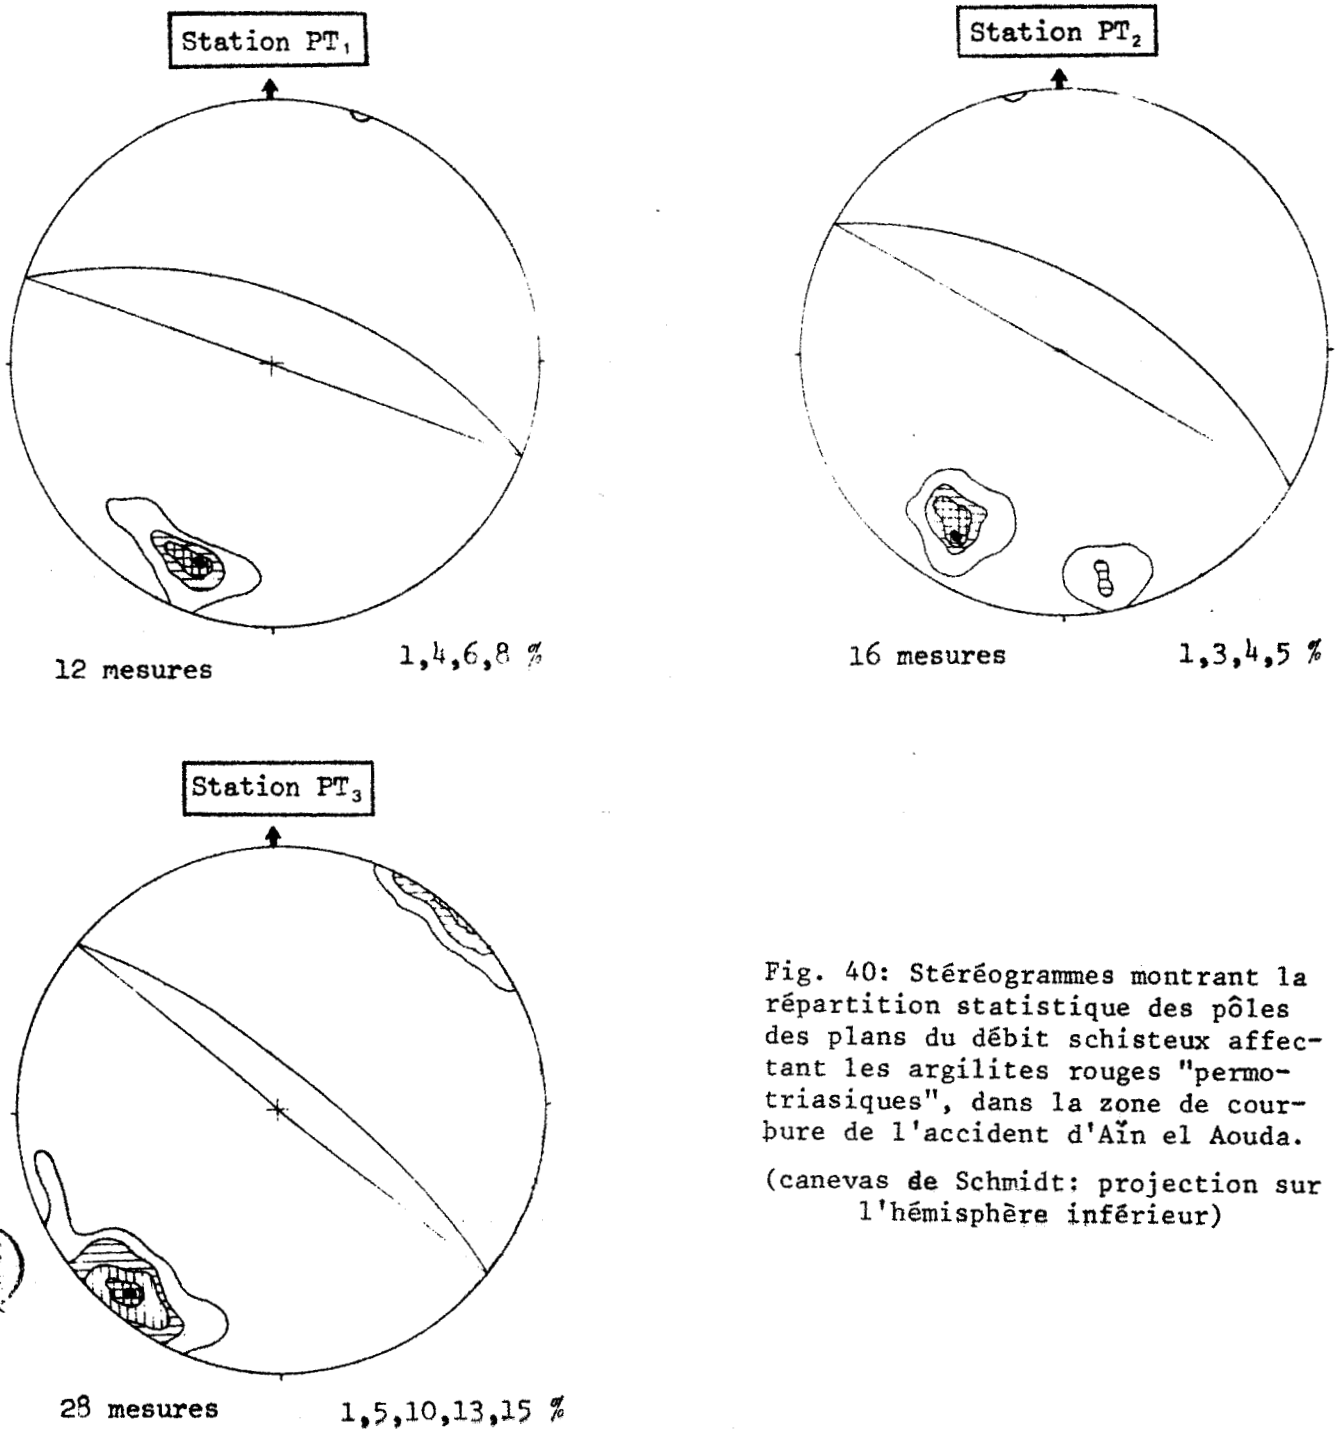 Station PT₁
Station PT₂
12 mesures
1,4,6,8 %
16 mesures
1,3,4,5 %
Station PT₃
28 mesures
1,5,10,13,15 %
Fig. 40: Stéréogrammes montrant la
répartition statistique des pôles
des plans du débit schisteux affec-
tant les argilites rouges "permo-
triasiques", dans la zone de cour-
bure de l'accident d'Aïn el Aouda.
(canevas de Schmidt: projection sur
l'hémisphère inférieur)